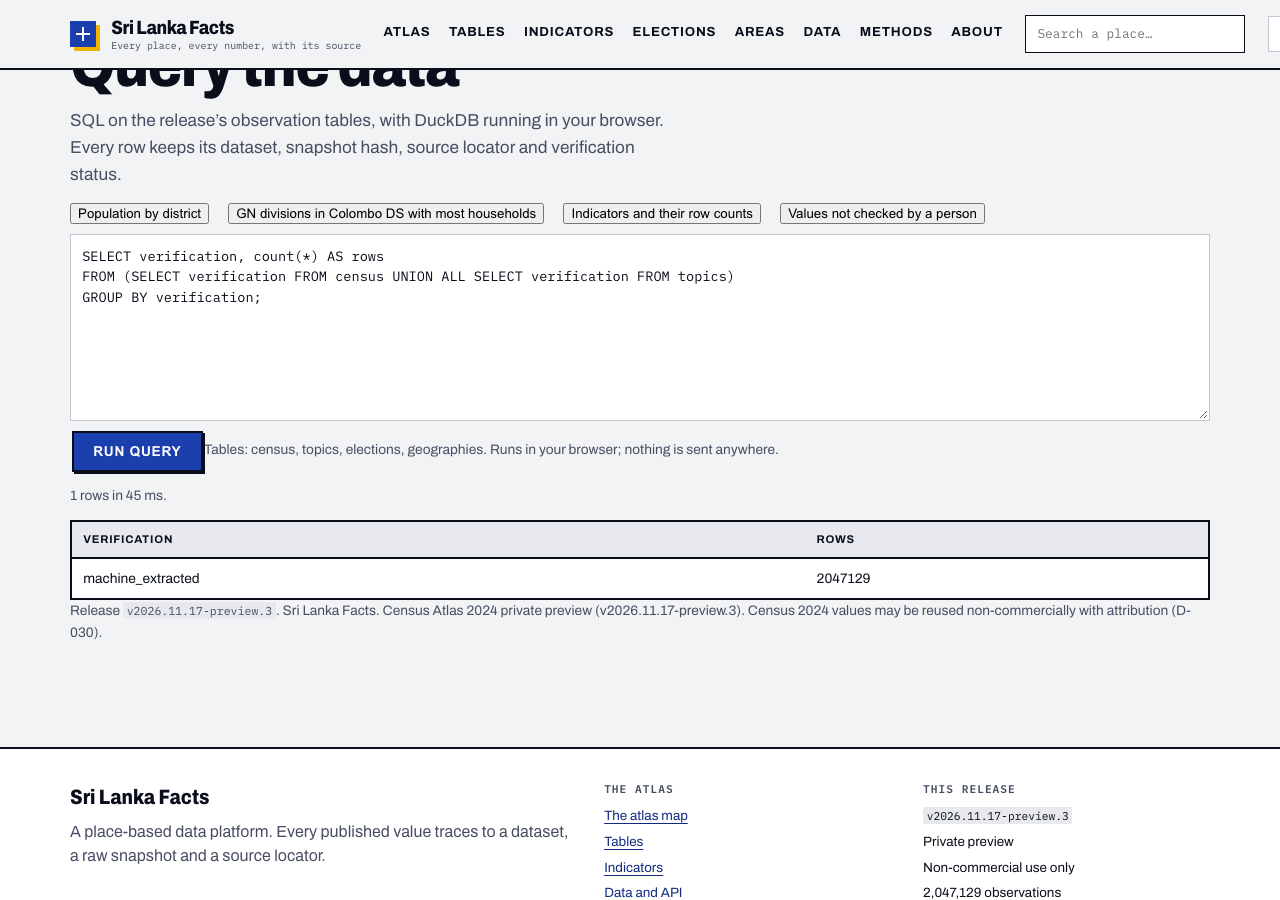 Sri Lanka Facts
Every place, every number, with its source
ATLAS TABLES INDICATORS ELECTIONS AREAS DATA METHODS ABOUT
Search a place…
Query the data
SQL on the release’s observation tables, with DuckDB running in your browser.
Every row keeps its dataset, snapshot hash, source locator and verification
status.
Population by district
GN divisions in Colombo DS with most households
Indicators and their row counts
Values not checked by a person
SELECT verification, count(*) AS rows
FROM (SELECT verification FROM census UNION ALL SELECT verification FROM topics)
GROUP BY verification;
RUN QUERY
Tables: census, topics, elections, geographies. Runs in your browser; nothing is sent anywhere.
1 rows in 45 ms.
VERIFICATION ROWS
machine_extracted 2047129
Release v2026.11.17-preview.3. Sri Lanka Facts. Census Atlas 2024 private preview (v2026.11.17-preview.3). Census 2024 values may be reused non-commercially with attribution (D-
030).
Sri Lanka Facts
A place-based data platform. Every published value traces to a dataset,
a raw snapshot and a source locator.
THE ATLAS
The atlas map
Tables
Indicators
Data and API
THIS RELEASE
v2026.11.17-preview.3
Private preview
Non-commercial use only
2,047,129 observations